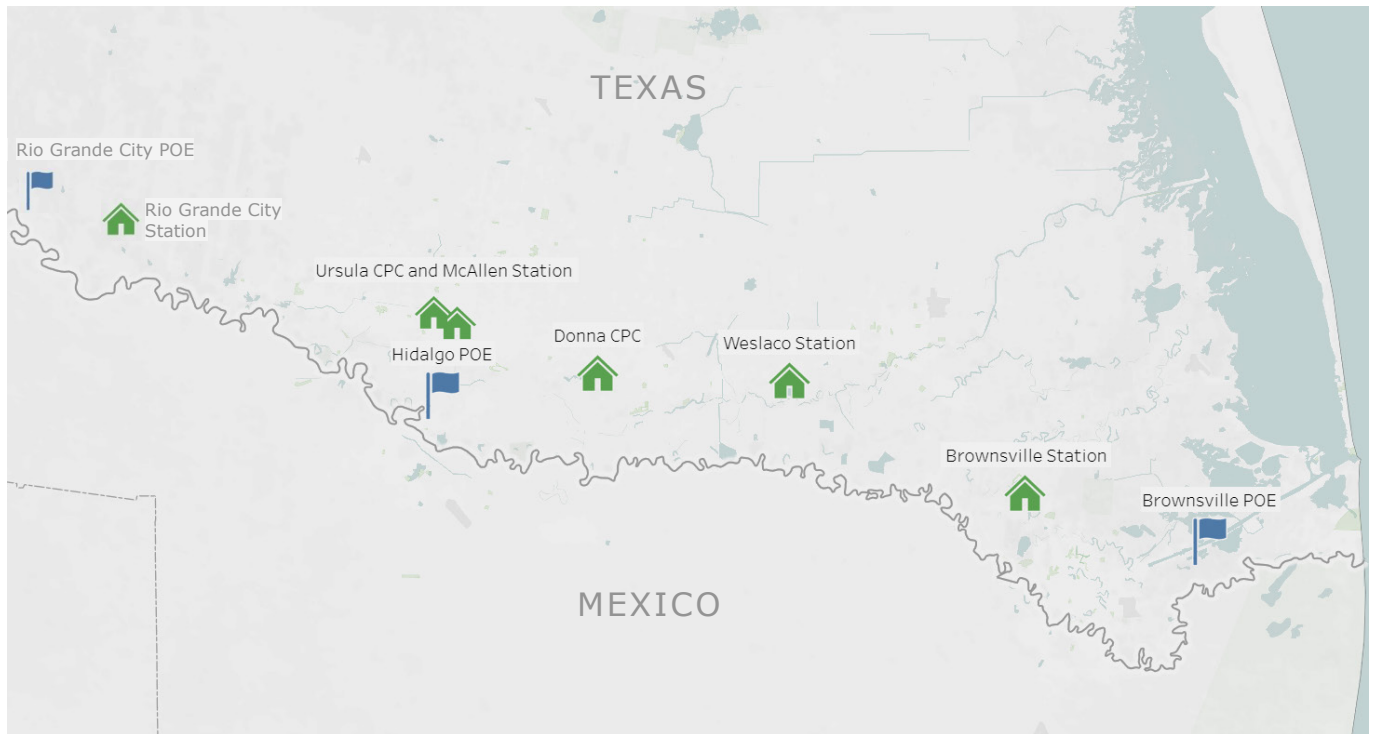 TEXAS
Rio Grande City POE
Rio Grande City
Station
Ursula CPC and McAllen Station
Donna CPC
Weslaco Station
Hidalgo POE
Brownsville Station
Brownsville POE
MEXICO